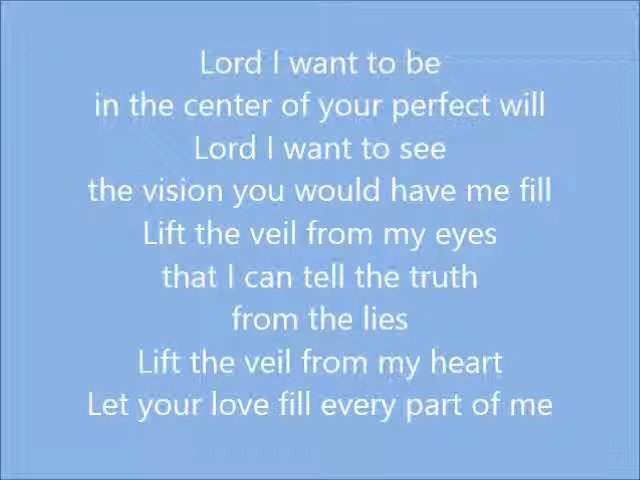 Lord I want to be
in the center of your perfect will
Lord I want to see
the vision you would have me fill
Lift the veil from my eyes
that I can tell the truth
from the lies
Lift the veil from my heart
Let your love fill every part of me